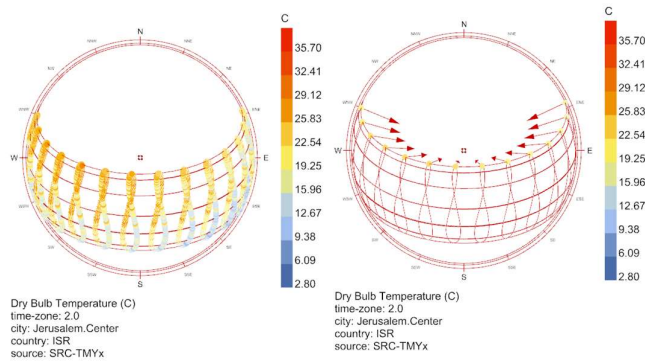 C
35.70
32.41
29.12
25.83
22.54
19.25
15.96
12.67
9.38
6.09
2.80
N
W
E
S
Dry Bulb Temperature (C)
time-zone: 2.0
city: Jerusalem.Center
country: ISR
source: SRC-TMYx
C
35.70
32.41
29.12
25.83
22.54
19.25
15.96
12.67
9.38
6.09
2.80
N
W
E
S
Dry Bulb Temperature (C)
time-zone: 2.0
city: Jerusalem.Center
country: ISR
source: SRC-TMYx